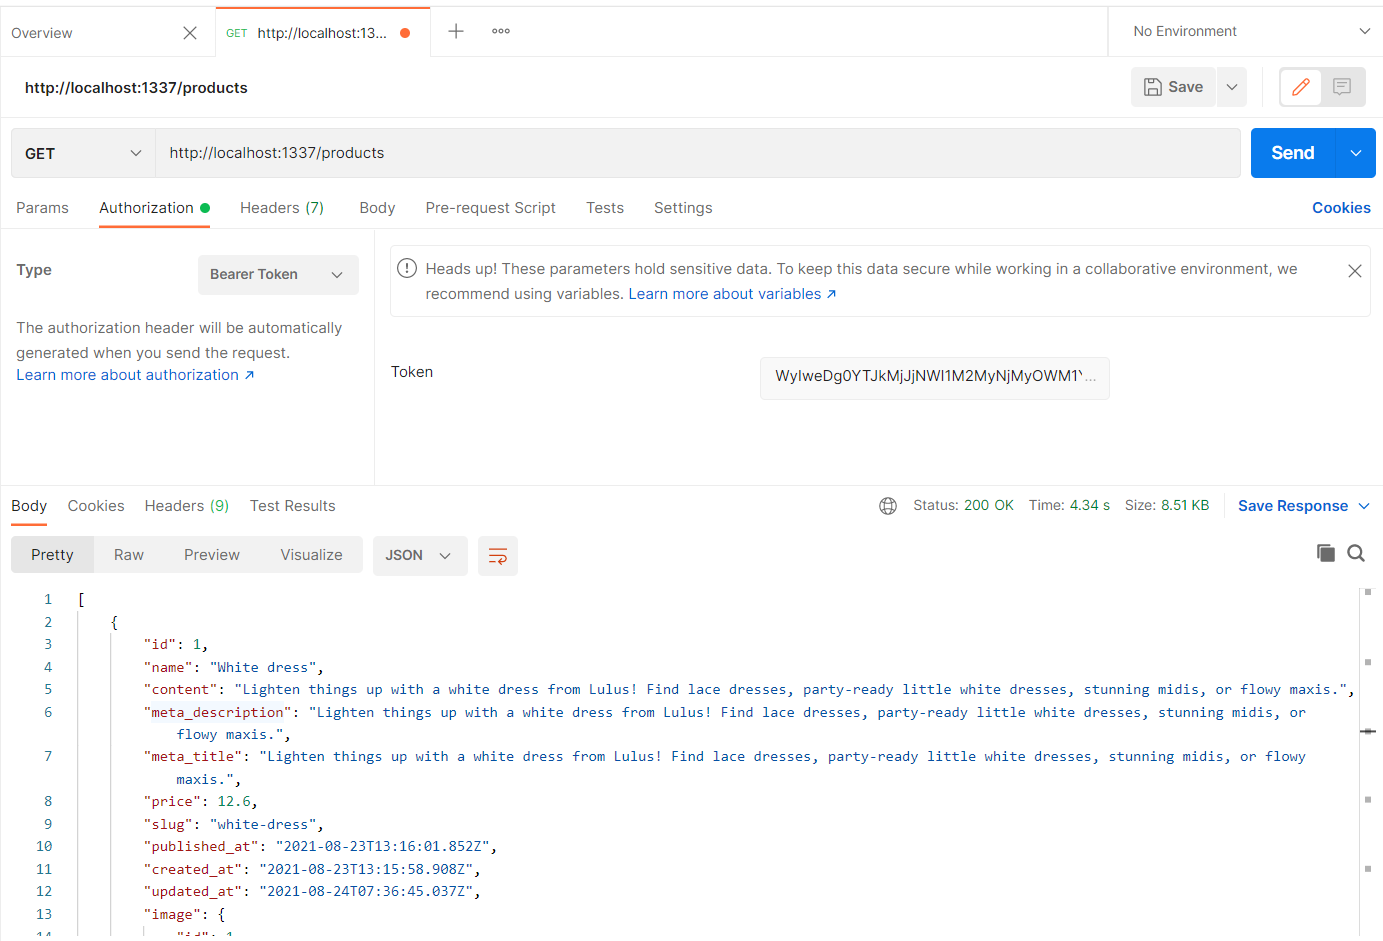 Overview
GET http://localhost:13...
No Environment
http://localhost:1337/products
Save
GET
http://localhost:1337/products
Send
Params Authorization Headers (7) Body Pre-request Script Tests Settings Cookies
Type
Bearer Token
The authorization header will be automatically
generated when you send the request.
Learn more about authorization ↗
Heads up! These parameters hold sensitive data. To keep this data secure while working in a collaborative environment, we
recommend using variables. Learn more about variables ↗
Token
Body Cookies Headers (9) Test Results
Status: 200 OK Time: 4.34 s Size: 8.51 KB Save Response
Pretty Raw Preview Visualize JSON
1 [
2 {
3 "id": 1,
4 "name": "White dress",
5 "content": "Lighten things up with a white dress from Lulus! Find lace dresses, party-ready little white dresses, stunning midis, or flowy maxis.",
6 "meta_description": "Lighten things up with a white dress from Lulus! Find lace dresses, party-ready little white dresses, stunning midis, or
flowy maxis.",
7 "meta_title": "Lighten things up with a white dress from Lulus! Find lace dresses, party-ready little white dresses, stunning midis, or flowy
maxis.",
8 "price": 12.6,
9 "slug": "white-dress",
10 "published_at": "2021-08-23T13:16:01.852Z",
11 "created_at": "2021-08-23T13:15:58.908Z",
12 "updated_at": "2021-08-24T07:36:45.037Z",
13 "image": {
14 "id": 1